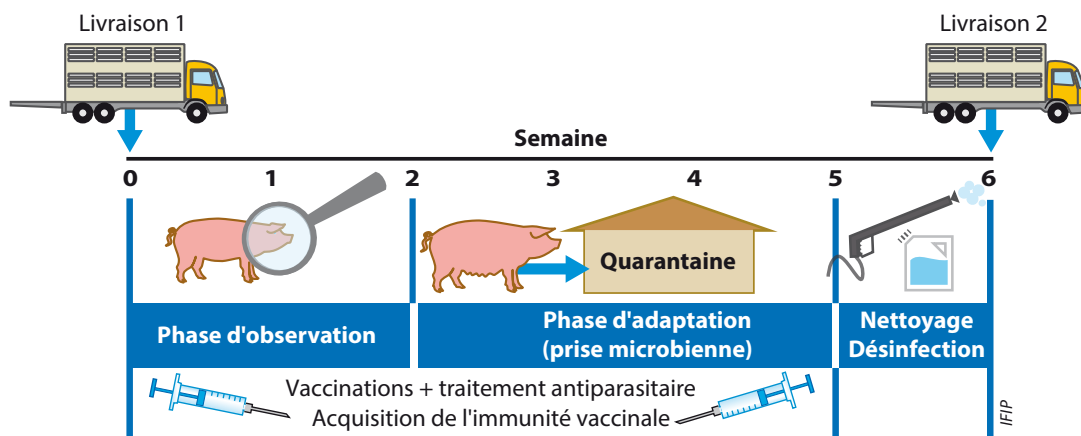 Livraison 1
Livraison 2
Semaine
0 1 2 3 4 5 6
Quarantaine
Phase d'observation
Phase d'adaptation
(prise microbienne)
Nettoyage
Désinfection
Vaccinations + traitement antiparasitaire
Acquisition de l'immunité vaccinale
IFIP